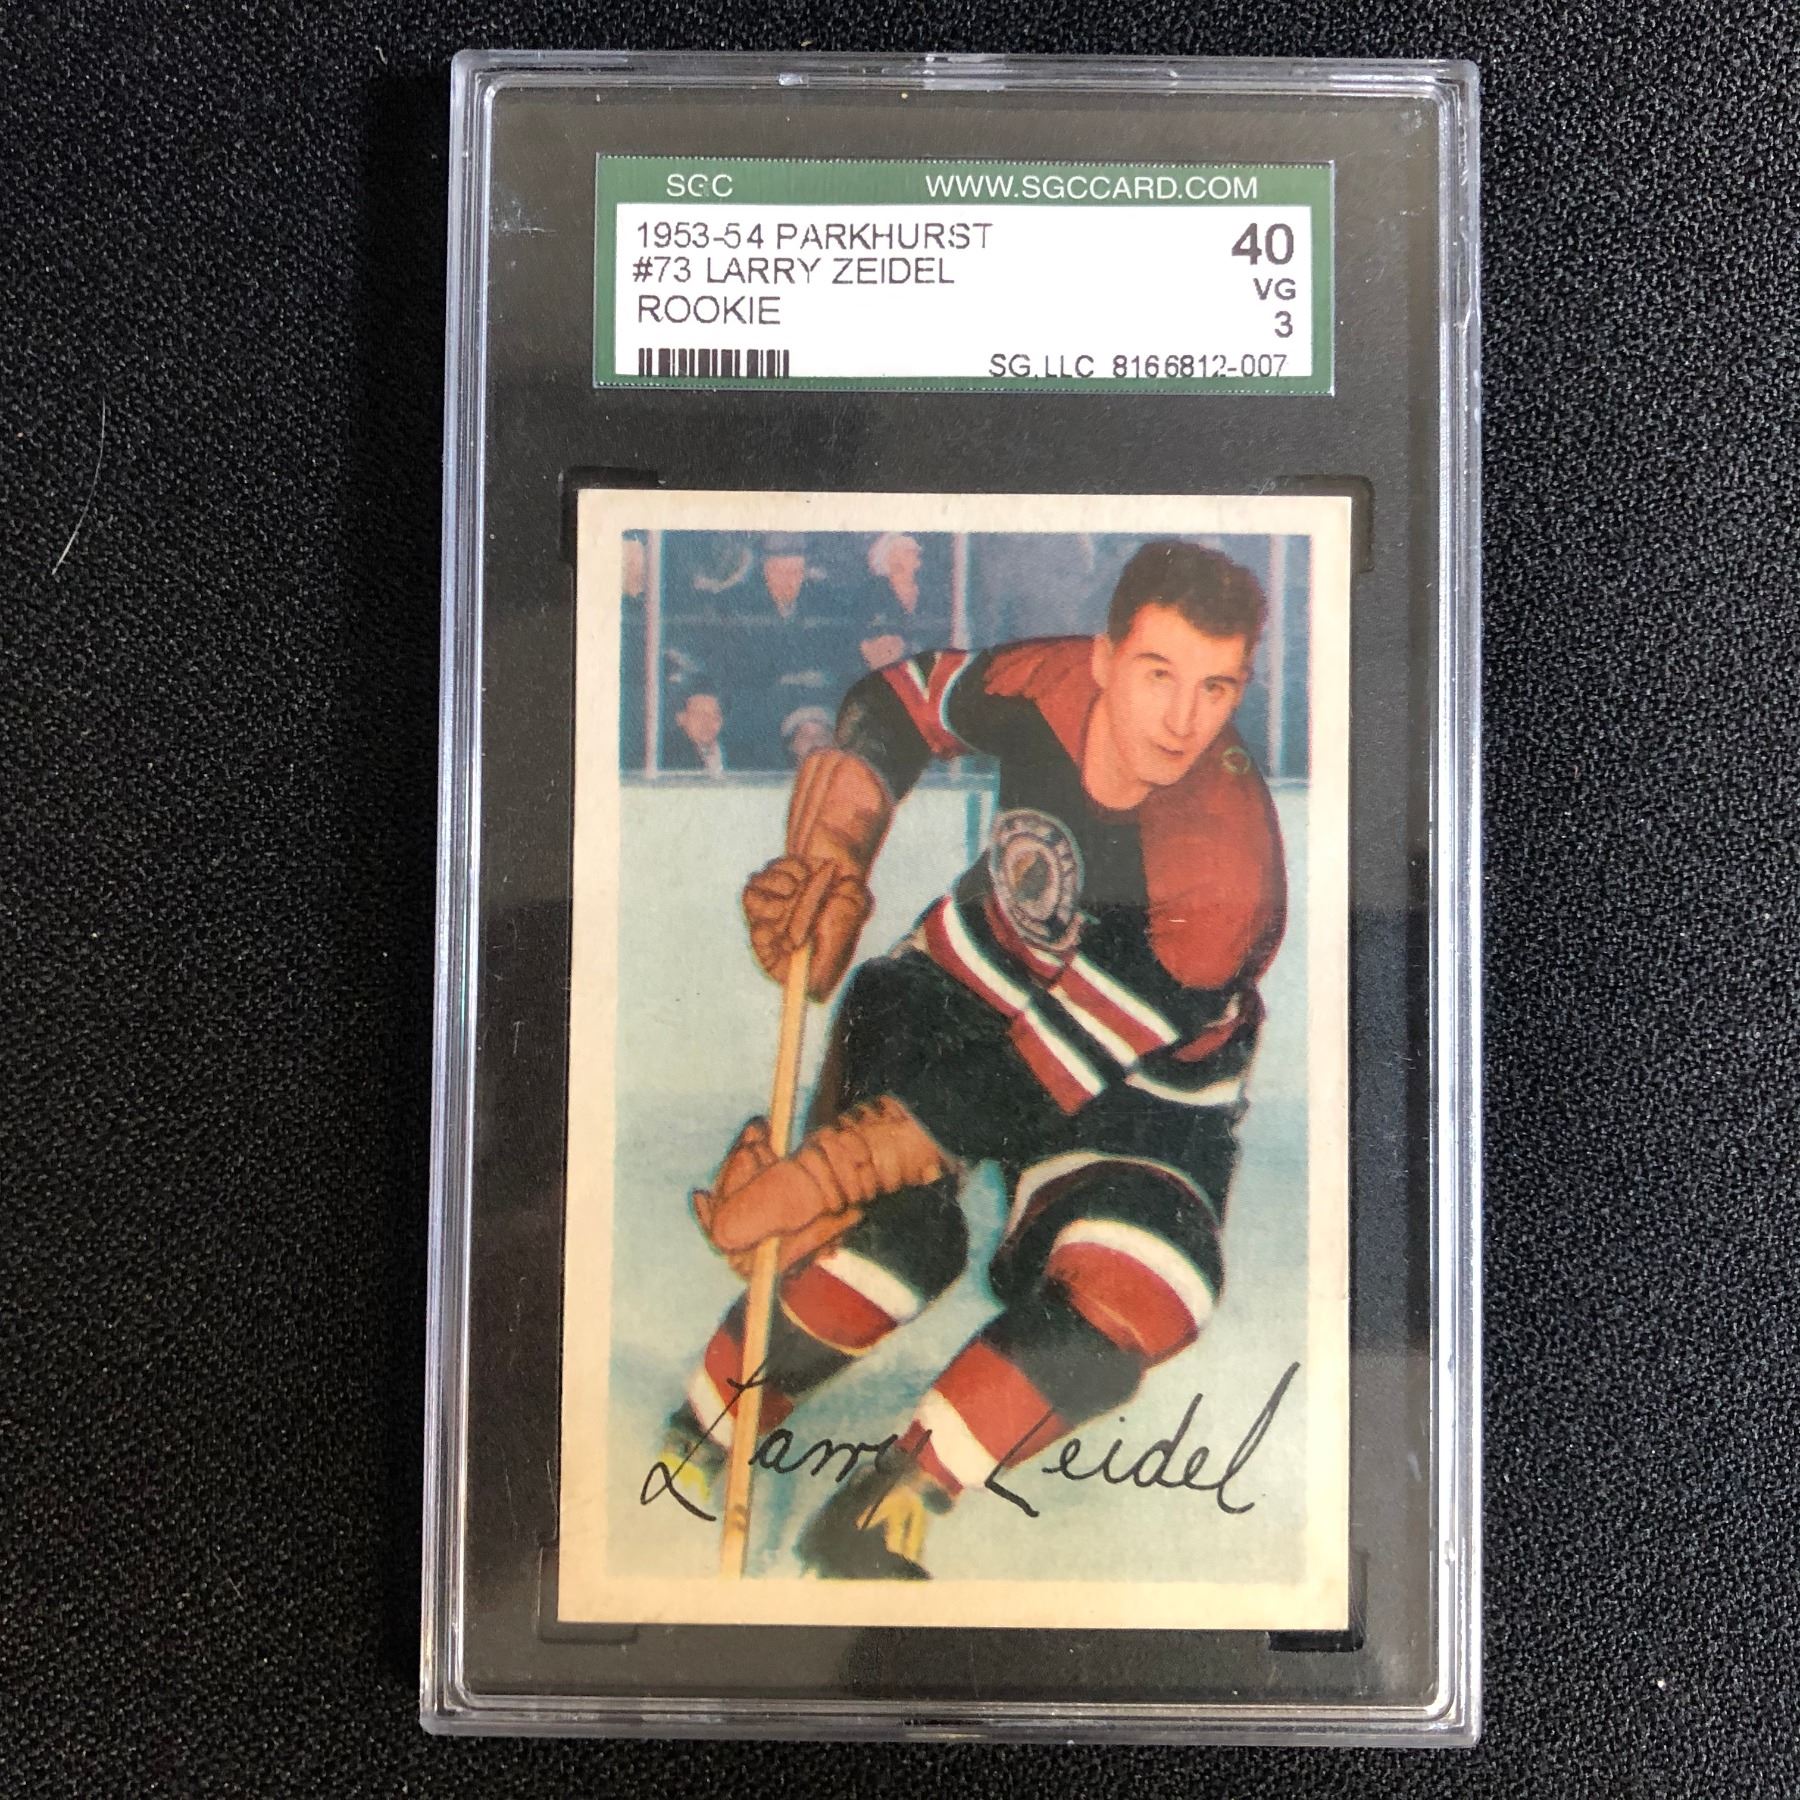 SGC WWW.SGCCARD.COM
1953-54 PARKHURST 40
#73 LARRY ZEIDEL VG
ROOKIE 3
SG,LLC 8166812-007
Larry Zeidel